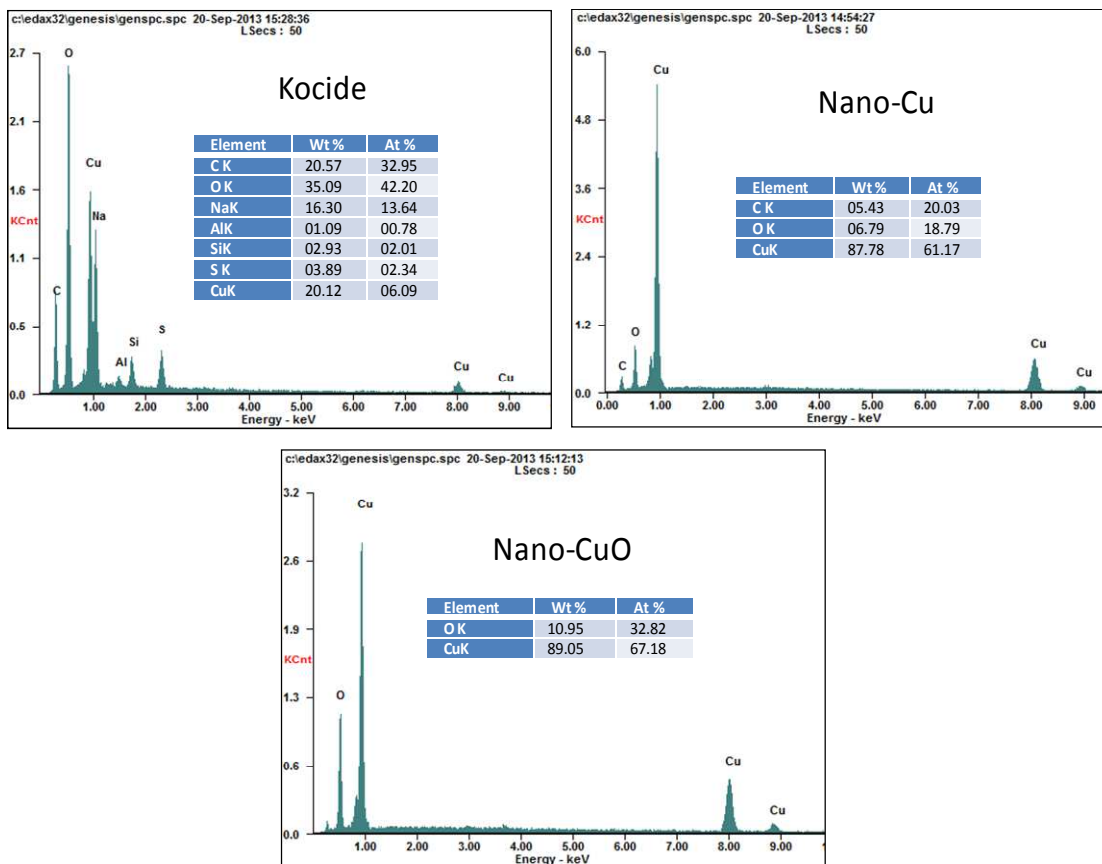 c:\edax32\genesis\genspc.spc 20-Sep-2013 15:28:36
LSecs : 50
2.7
2.1
1.6
KCnt
1.1
0.5
0.0
O
Cu
Na
C
Al
Si
S
Cu
Cu
Kocide
Element Wt % At %
C K 20.57 32.95
O K 35.09 42.20
NaK 16.30 13.64
AlK 01.09 00.78
SiK 02.93 02.01
S K 03.89 02.34
CuK 20.12 06.09
1.00 2.00 3.00 4.00 5.00 6.00 7.00 8.00 9.00
Energy - keV
c:\edax32\genesis\genspc.spc 20-Sep-2013 14:54:27
LSecs : 50
6.0
4.8
3.6
KCnt
2.4
1.2
0.0
Cu
O
C
Cu
Cu
Nano-Cu
Element Wt % At %
C K 05.43 20.03
O K 06.79 18.79
CuK 87.78 61.17
0.00 1.00 2.00 3.00 4.00 5.00 6.00 7.00 8.00 9.00
Energy - keV
c:\edax32\genesis\genspc.spc 20-Sep-2013 15:12:13
LSecs : 50
3.2
2.6
1.9
KCnt
1.3
0.6
0.0
Cu
O
Cu
Cu
Nano-CuO
Element Wt % At %
O K 10.95 32.82
CuK 89.05 67.18
1.00 2.00 3.00 4.00 5.00 6.00 7.00 8.00 9.00
Energy - keV